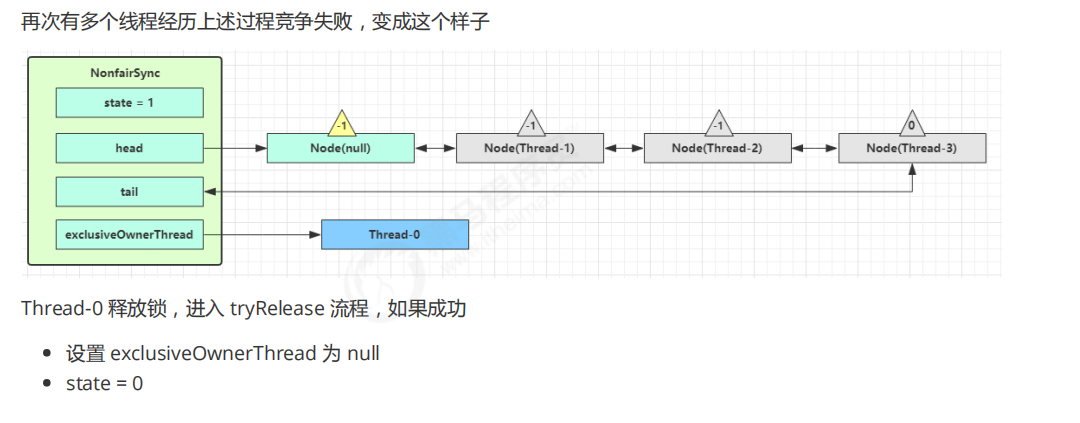 再次有多个线程经历上述过程竞争失败，变成这个样子
NonfairSync
state = 1
head
tail
exclusiveOwnerThread
-1
Node(null)
-1
Node(Thread-1)
-1
Node(Thread-2)
0
Node(Thread-3)
Thread-0
Thread-0 释放锁，进入 tryRelease 流程，如果成功
• 设置 exclusiveOwnerThread 为 null
• state = 0